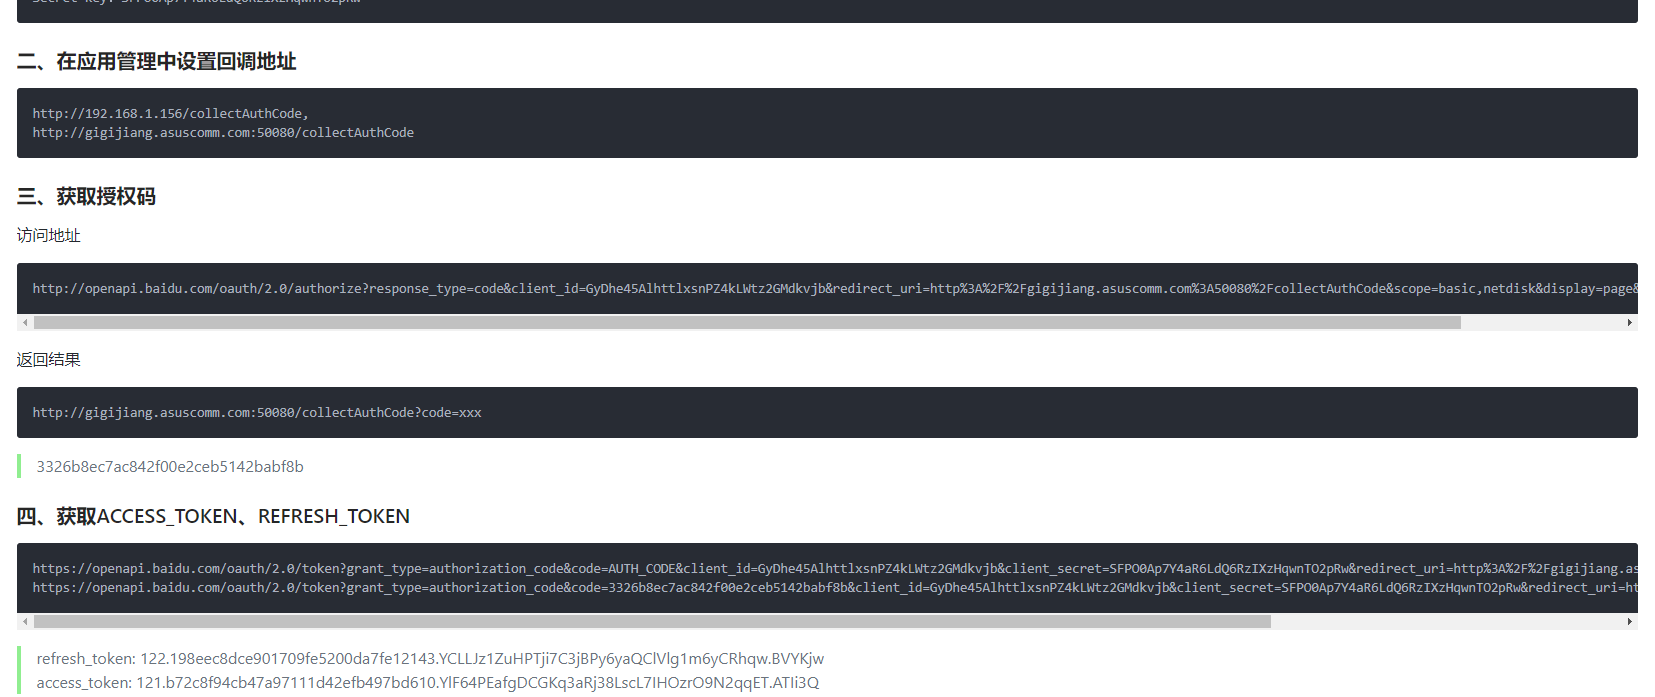 二、在应用管理中设置回调地址
http://192.168.1.156/collectAuthCode,
http://gigijiang.asuscomm.com:50080/collectAuthCode
三、获取授权码
访问地址
http://openapi.baidu.com/oauth/2.0/authorize?response_type=code&client_id=GyDhe45AlhttlxsnPZ4kLWtz2GMdkvjb&redirect_uri=http%3A%2F%2Fgigijiang.asuscomm.com%3A50080%2FcollectAuthCode&scope=basic,netdisk&display=page&
返回结果
http://gigijiang.asuscomm.com:50080/collectAuthCode?code=xxx
3326b8ec7ac842f00e2ceb5142babf8b
四、获取ACCESS_TOKEN、REFRESH_TOKEN
https://openapi.baidu.com/oauth/2.0/token?grant_type=authorization_code&code=AUTH_CODE&client_id=GyDhe45AlhttlxsnPZ4kLWtz2GMdkvjb&client_secret=SFPO0Ap7Y4aR6LdQ6RzIXzHqwnTO2pRw&redirect_uri=http%3A%2F%2Fgigijiang.as
https://openapi.baidu.com/oauth/2.0/token?grant_type=authorization_code&code=3326b8ec7ac842f00e2ceb5142babf8b&client_id=GyDhe45AlhttlxsnPZ4kLWtz2GMdkvjb&client_secret=SFPO0Ap7Y4aR6LdQ6RzIXzHqwnTO2pRw&redirect_uri=ht
refresh_token: 122.198eec8dce901709fe5200da7fe12143.YCLLJz1ZuHPTji7C3jBPy6yaQClVlg1m6yCRhqw.BVYKjw
access_token: 121.b72c8f94cb47a97111d42efb497bd610.YlF64PEafgDCGKq3aRj38LscL7IHOzrO9N2qqET.ATIi3Q